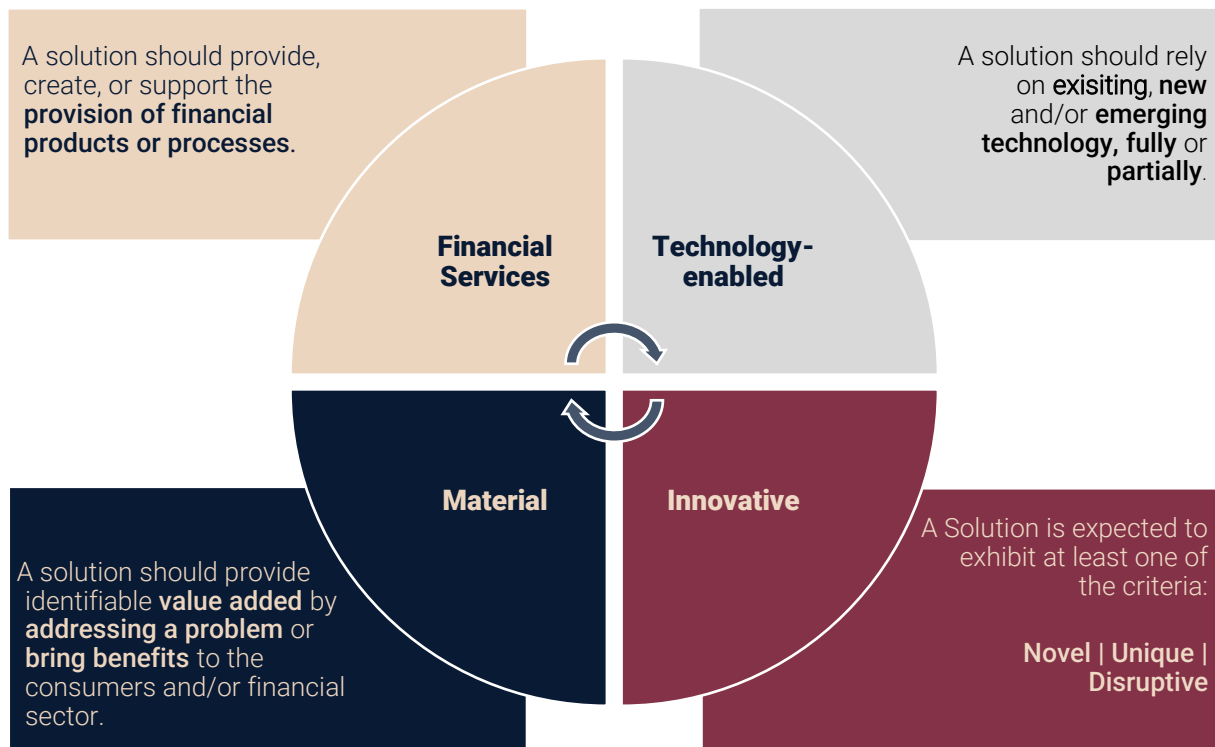 A solution should provide,
create, or support the
provision of financial
products or processes.
Financial
Services
A solution should rely
on exisiting, new
and/or emerging
technology, fully or
partially.
Technology-
enabled
Material
A solution should provide
identifiable value added by
addressing a problem or
bring benefits to the
consumers and/or financial
sector.
Innovative
A Solution is expected to
exhibit at least one of
the criteria:
Novel | Unique |
Disruptive